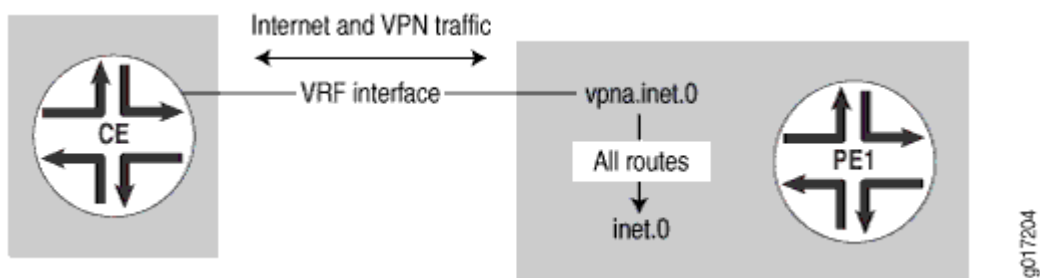 Internet and VPN traffic
VRF interface
vpna.inet.0
CE
All routes
PE1
inet.0
g017204